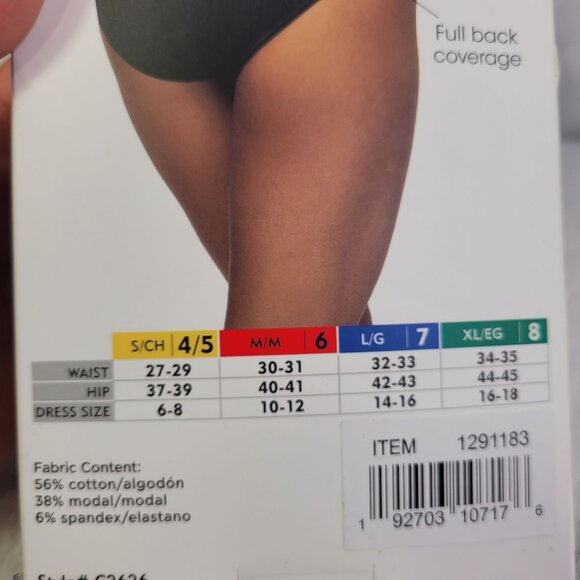 Full back
coverage
S/CH 4/5 M/M 6 L/G 7 XL/EG 8
WAIST 27-29 30-31 32-33 34-35
HIP 37-39 40-41 42-43 44-45
DRESS SIZE 6-8 10-12 14-16 16-18
ITEM 1291183
Fabric Content:
56% cotton/algodón
38% modal/modal
6% spandex/elastano
1 92703 10717 6